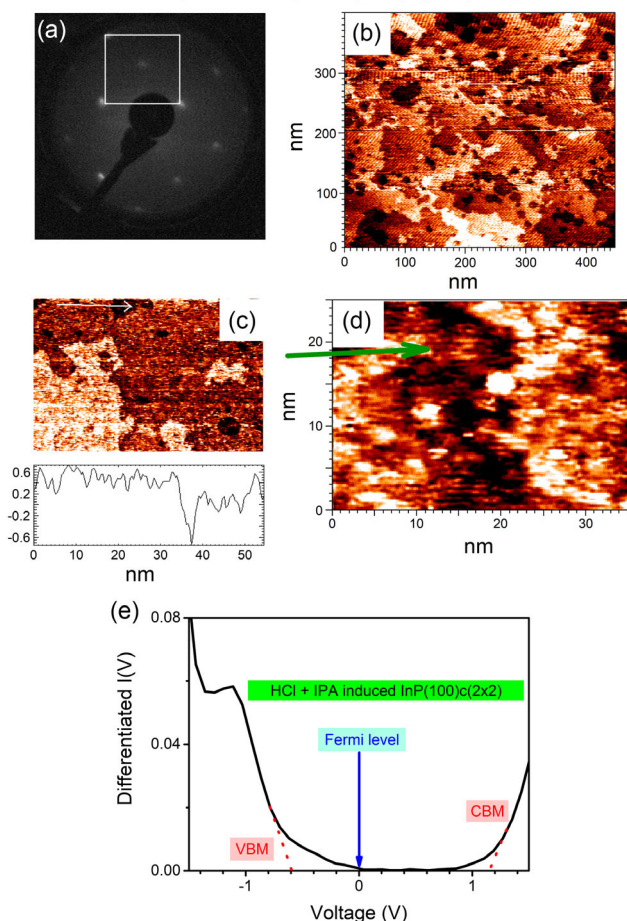 (a)
(b)
nm
300
200
100
0
0 100 200 300 400
nm
(c)
0.6
0.2
-0.2
-0.6
0 10 20 30 40 50
nm
(d)
nm
20
10
0
0 10 20 30
nm
(e)
Differentiated I(V)
0.08
0.04
0.00
HCl + IPA induced InP(100)c(2x2)
Fermi level
VBM
CBM
-1 0 1
Voltage (V)